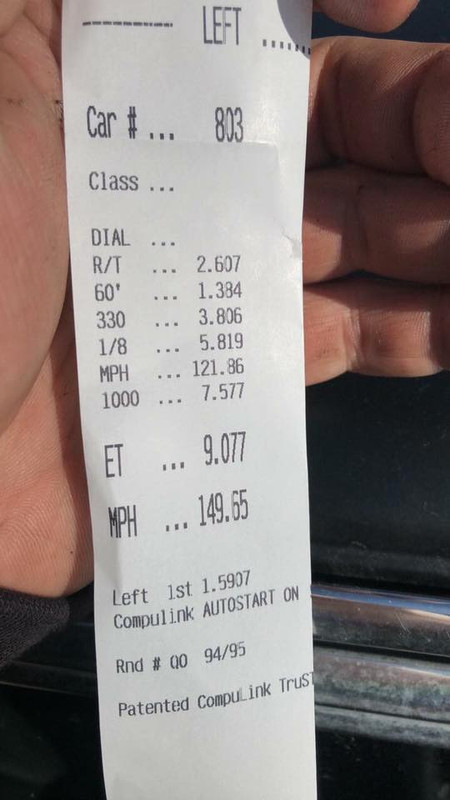 ---------- LEFT .......
Car # ... 803
Class ...
DIAL ...
R/T ... 2.607
60' ... 1.384
330 ... 3.806
1/8 ... 5.819
MPH ... 121.86
1000 ... 7.577
ET ... 9.077
MPH ... 149.65
Left 1st 1.5907
Compulink AUTOSTART ON
Rnd # QQ 94/95
Patented CompuLink TruST